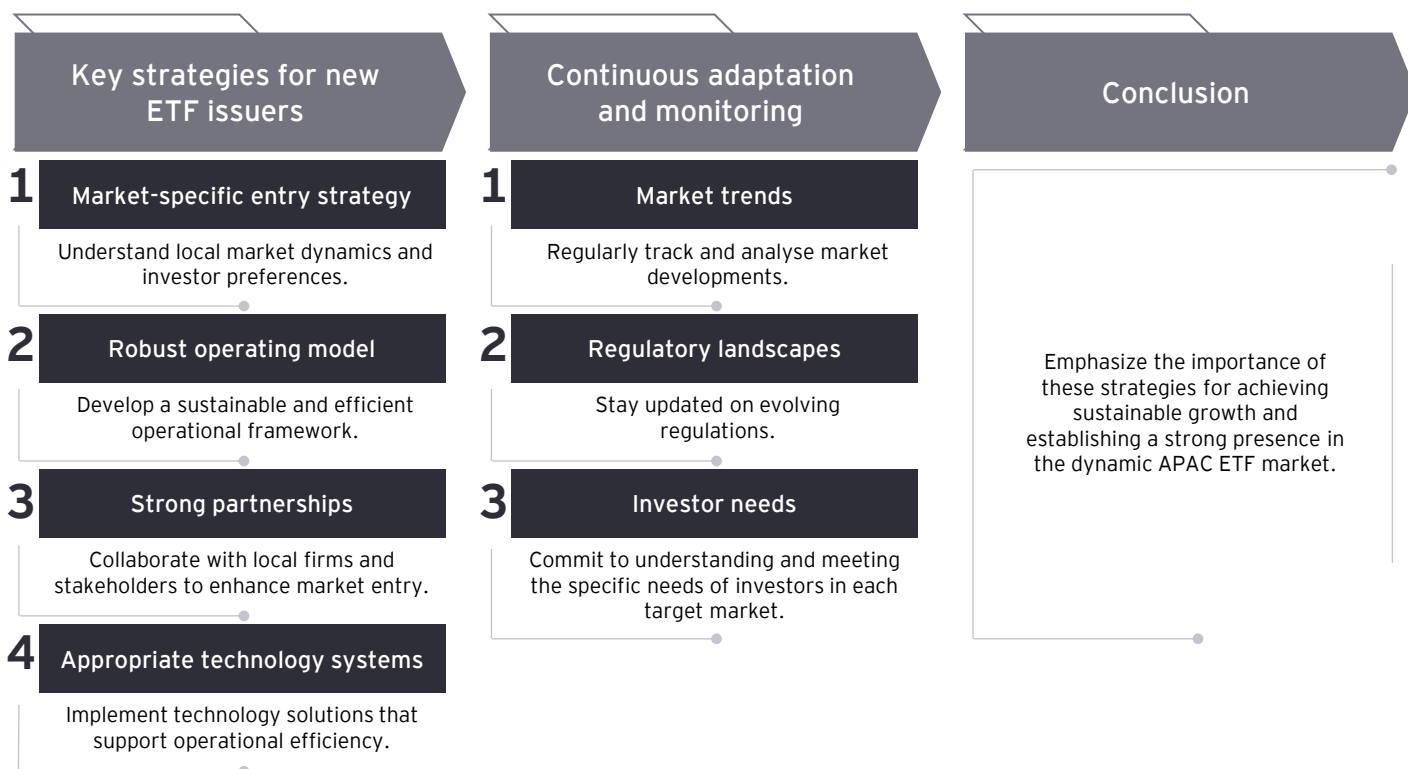 Key strategies for new
ETF issuers
1
Market-specific entry strategy
Understand local market dynamics and
investor preferences.
2
Robust operating model
Develop a sustainable and efficient
operational framework.
3
Strong partnerships
Collaborate with local firms and
stakeholders to enhance market entry.
4
Appropriate technology systems
Implement technology solutions that
support operational efficiency.
Continuous adaptation
and monitoring
1
Market trends
Regularly track and analyse market
developments.
2
Regulatory landscapes
Stay updated on evolving
regulations.
3
Investor needs
Commit to understanding and meeting
the specific needs of investors in each
target market.
Conclusion
Emphasize the importance of
these strategies for achieving
sustainable growth and
establishing a strong presence in
the dynamic APAC ETF market.